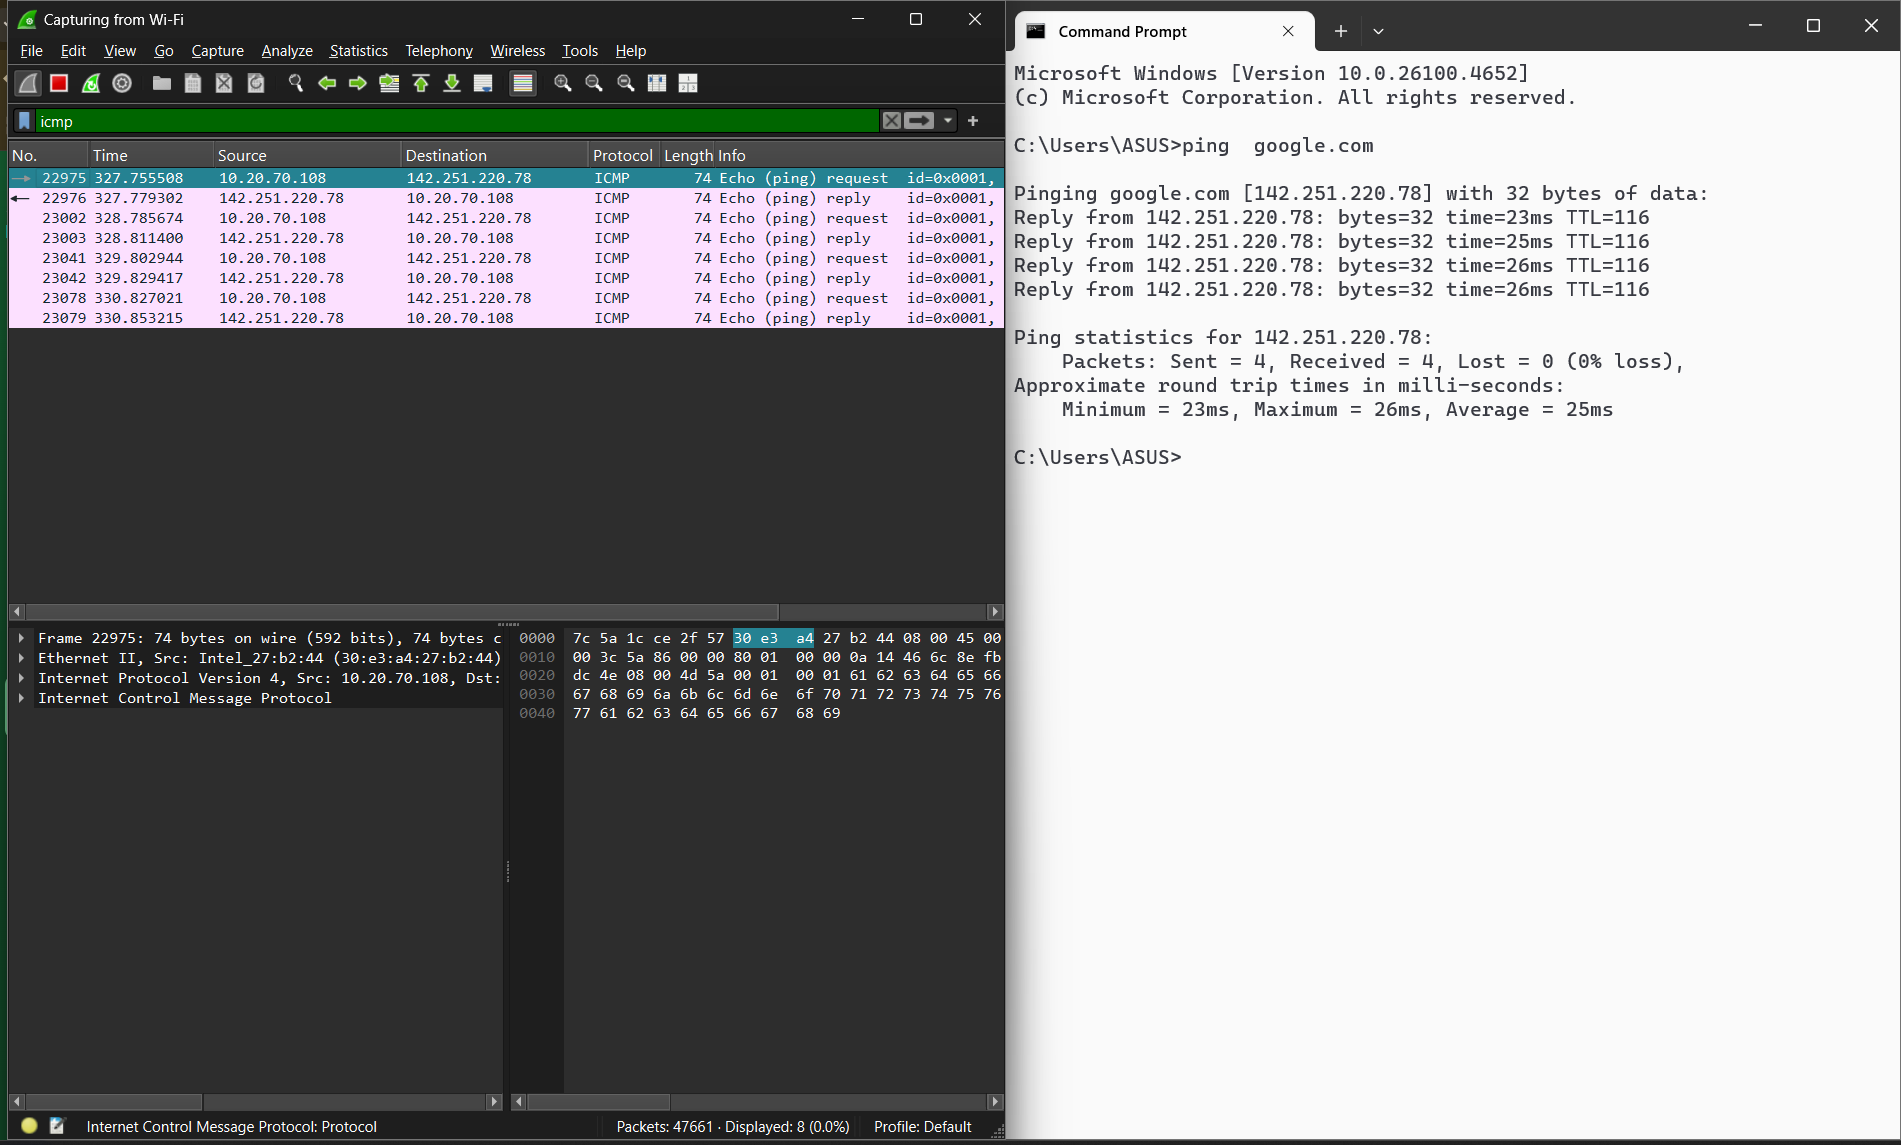 Capturing from Wi-Fi
File Edit View Go Capture Analyze Statistics Telephony Wireless Tools Help
icmp
No. Time Source Destination Protocol Length Info
22975 327.755508 10.20.70.108 142.251.220.78 ICMP 74 Echo (ping) request id=0x0001,
22976 327.779302 142.251.220.78 10.20.70.108 ICMP 74 Echo (ping) reply id=0x0001,
23002 328.785674 10.20.70.108 142.251.220.78 ICMP 74 Echo (ping) request id=0x0001,
23003 328.811400 142.251.220.78 10.20.70.108 ICMP 74 Echo (ping) reply id=0x0001,
23041 329.802944 10.20.70.108 142.251.220.78 ICMP 74 Echo (ping) request id=0x0001,
23042 329.829417 142.251.220.78 10.20.70.108 ICMP 74 Echo (ping) reply id=0x0001,
23078 330.827021 10.20.70.108 142.251.220.78 ICMP 74 Echo (ping) request id=0x0001,
23079 330.853215 142.251.220.78 10.20.70.108 ICMP 74 Echo (ping) reply id=0x0001,
Frame 22975: 74 bytes on wire (592 bits), 74 bytes c
Ethernet II, Src: Intel_27:b2:44 (30:e3:a4:27:b2:44)
Internet Protocol Version 4, Src: 10.20.70.108, Dst:
Internet Control Message Protocol
0000 7c 5a 1c ce 2f 57 30 e3 a4 27 b2 44 08 00 45 00
0010 00 3c 5a 86 00 00 80 01 00 00 0a 14 46 6c 8e fb
0020 dc 4e 08 00 4d 5a 00 01 00 01 61 62 63 64 65 66
0030 67 68 69 6a 6b 6c 6d 6e 6f 70 71 72 73 74 75 76
0040 77 61 62 63 64 65 66 67 68 69
Internet Control Message Protocol: Protocol
Packets: 47661 · Displayed: 8 (0.0%)
Profile: Default
Command Prompt
Microsoft Windows [Version 10.0.26100.4652]
(c) Microsoft Corporation. All rights reserved.
C:\Users\ASUS>ping  google.com
Pinging google.com [142.251.220.78] with 32 bytes of data:
Reply from 142.251.220.78: bytes=32 time=23ms TTL=116
Reply from 142.251.220.78: bytes=32 time=25ms TTL=116
Reply from 142.251.220.78: bytes=32 time=26ms TTL=116
Reply from 142.251.220.78: bytes=32 time=26ms TTL=116
Ping statistics for 142.251.220.78:
Packets: Sent = 4, Received = 4, Lost = 0 (0% loss),
Approximate round trip times in milli-seconds:
Minimum = 23ms, Maximum = 26ms, Average = 25ms
C:\Users\ASUS>